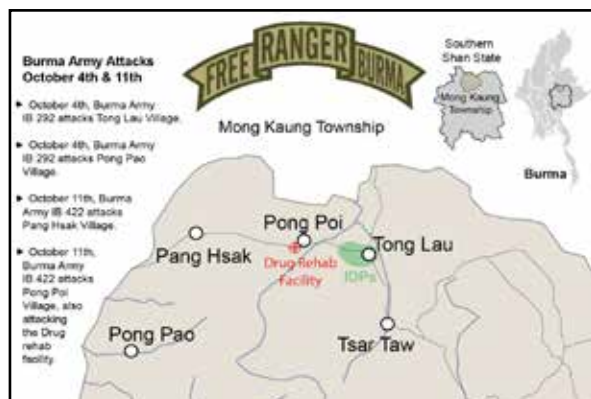 Burma Army Attacks
October 4th & 11th
► October 4th, Burma Army
IB 292 attacks Tong Lau Village.
► October 4th, Burma Army
IB 292 attacks Pong Pao
Village.
► October 11th, Burma
Army IB 422 attacks
Pang Hsak Village.
► October 11th,
Burma Army
IB 422 attacks
Pong Poi
Village, also
attacking
the Drug
rehab
facility.
FREE RANGER BURMA
Mong Kaung Township
Southern
Shan State
Mong Kaung
Township
Burma
Pong Poi
Pang Hsak
Drug Rehab
Facility
Tong Lau
IDPs
Pong Pao
Tsar Taw